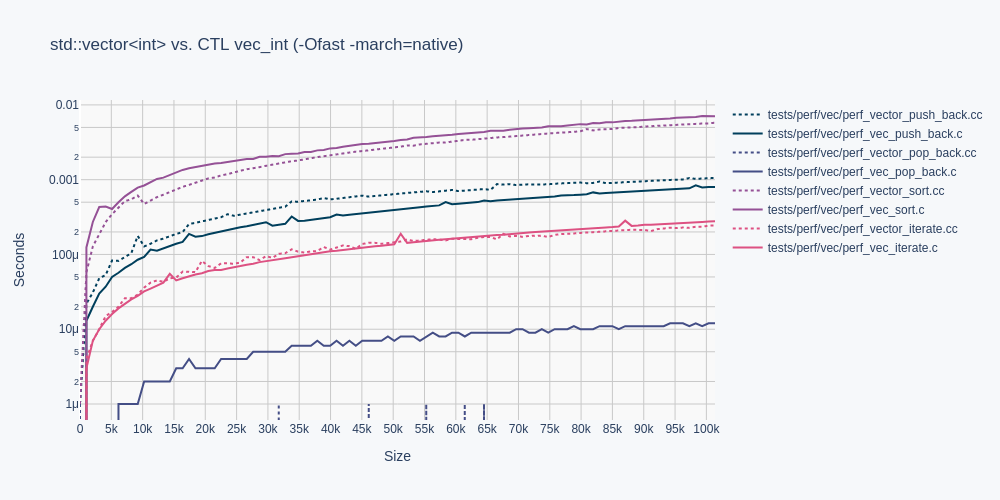 std::vector<int> vs. CTL vec_int (-Ofast -march=native)
0.01
5
2
0.001
5
2
100μ
5
2
10μ
5
2
1μ
Seconds
0 5k 10k 15k 20k 25k 30k 35k 40k 45k 50k 55k 60k 65k 70k 75k 80k 85k 90k 95k 100k
Size
tests/perf/vec/perf_vector_push_back.cc
tests/perf/vec/perf_vec_push_back.c
tests/perf/vec/perf_vector_pop_back.cc
tests/perf/vec/perf_vec_pop_back.c
tests/perf/vec/perf_vector_sort.cc
tests/perf/vec/perf_vec_sort.c
tests/perf/vec/perf_vector_iterate.cc
tests/perf/vec/perf_vec_iterate.c